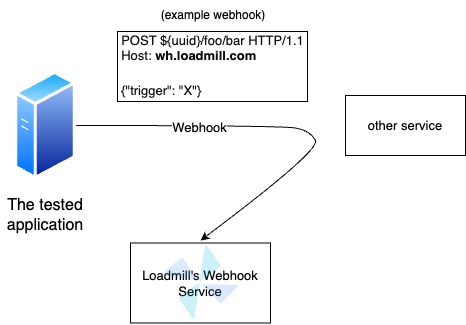 (example webhook)
POST ${uuid}/foo/bar HTTP/1.1
Host: wh.loadmill.com
{"trigger": "X"}
Webhook
other service
The tested
application
Loadmill's Webhook
Service